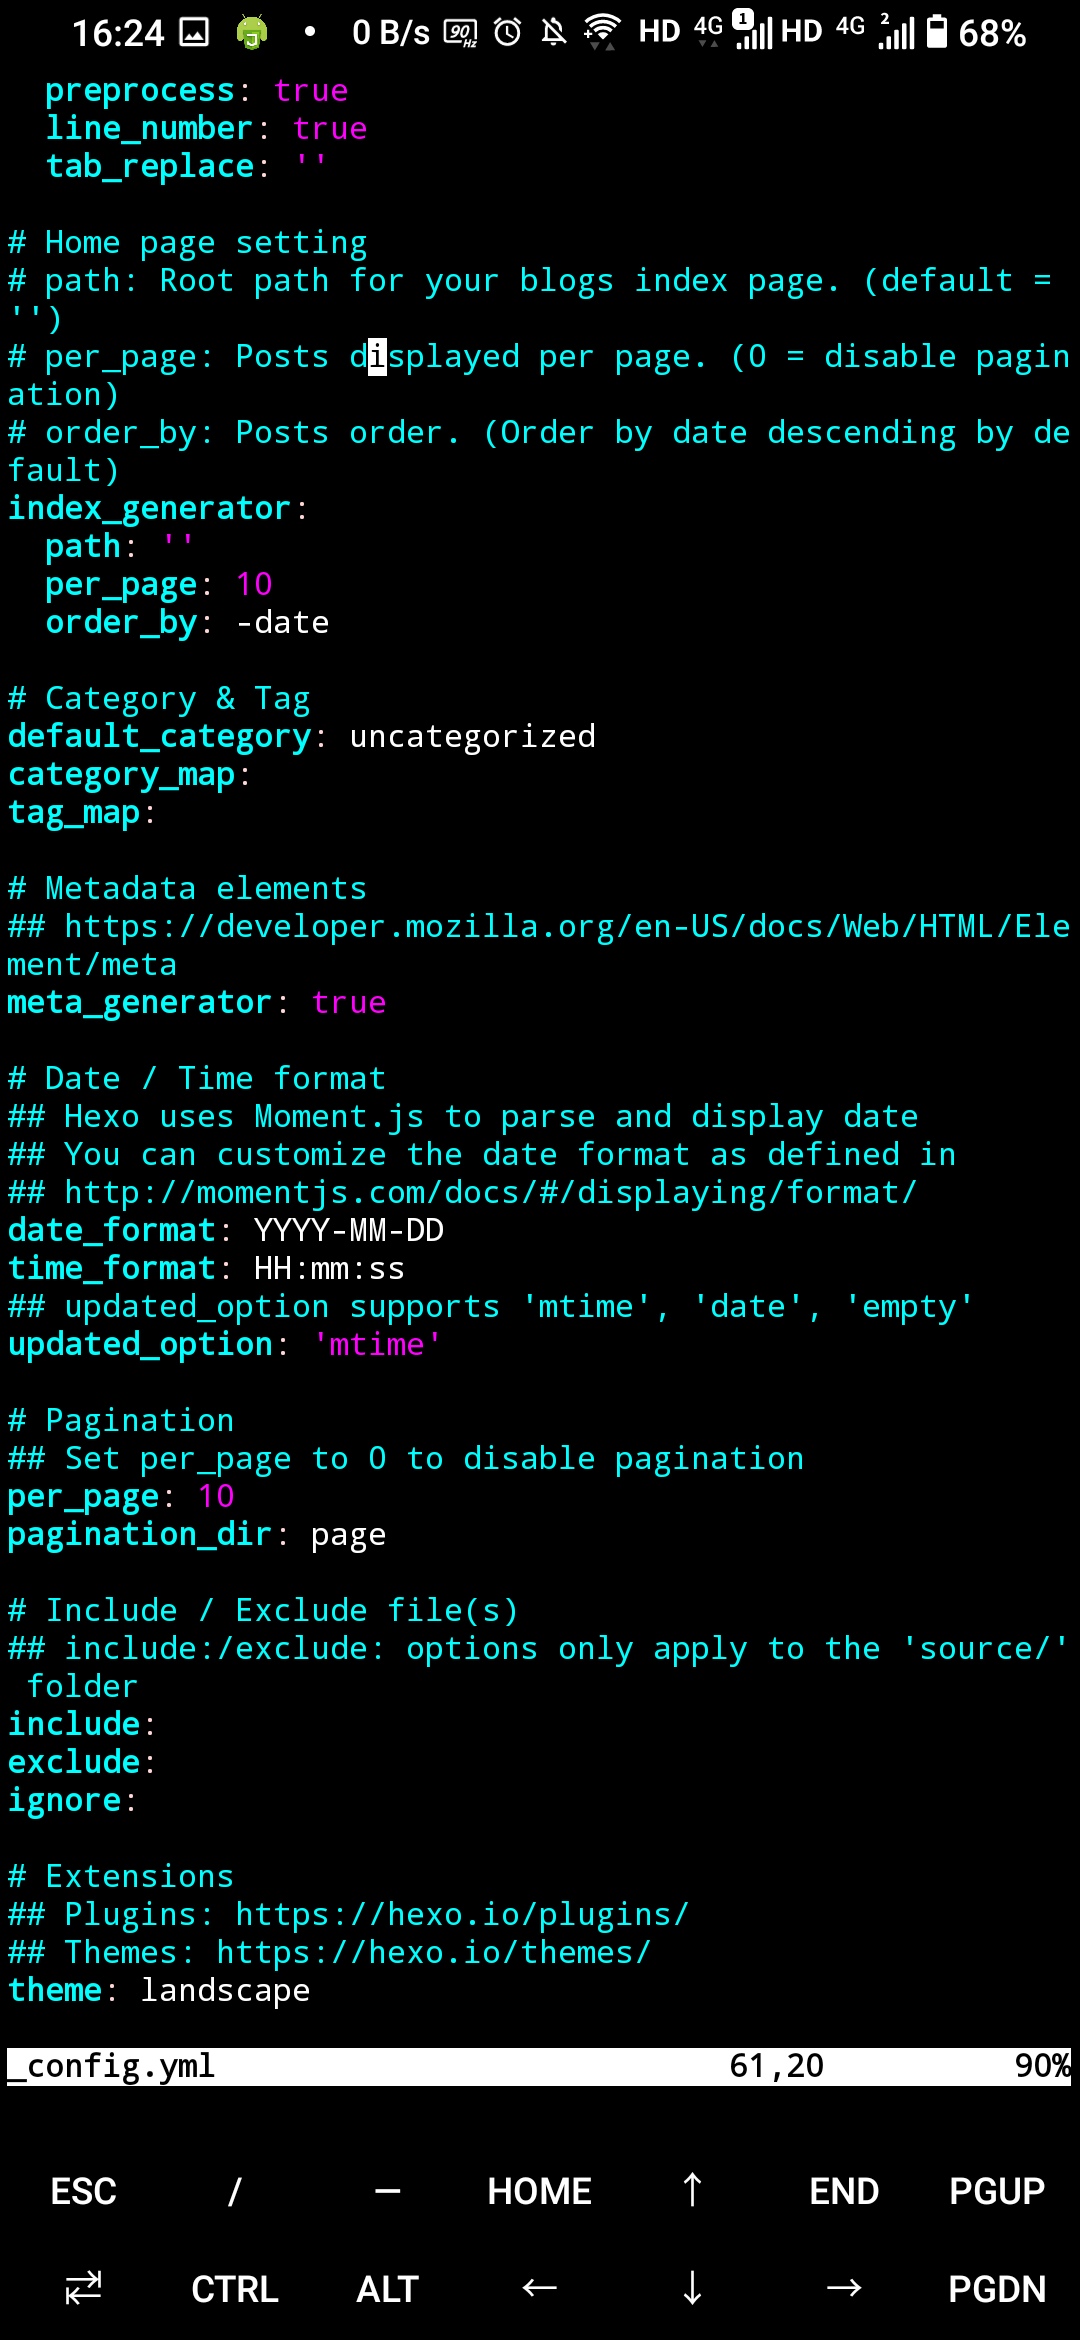 16:24 0 B/s 90Hz HD 4G 1 HD 4G 2 68%
  preprocess: true
  line_number: true
  tab_replace: ''

# Home page setting
# path: Root path for your blogs index page. (default =
'')
# per_page: Posts displayed per page. (0 = disable pagin
ation)
# order_by: Posts order. (Order by date descending by de
fault)
index_generator:
  path: ''
  per_page: 10
  order_by: -date

# Category & Tag
default_category: uncategorized
category_map:
tag_map:

# Metadata elements
## https://developer.mozilla.org/en-US/docs/Web/HTML/Ele
ment/meta
meta_generator: true

# Date / Time format
## Hexo uses Moment.js to parse and display date
## You can customize the date format as defined in
## http://momentjs.com/docs/#/displaying/format/
date_format: YYYY-MM-DD
time_format: HH:mm:ss
## updated_option supports 'mtime', 'date', 'empty'
updated_option: 'mtime'

# Pagination
## Set per_page to 0 to disable pagination
per_page: 10
pagination_dir: page

# Include / Exclude file(s)
## include:/exclude: options only apply to the 'source/'
 folder
include:
exclude:
ignore:

# Extensions
## Plugins: https://hexo.io/plugins/
## Themes: https://hexo.io/themes/
theme: landscape

_config.yml 61,20 90%
ESC / — HOME ↑ END PGUP
⇄ CTRL ALT ← ↓ → PGDN